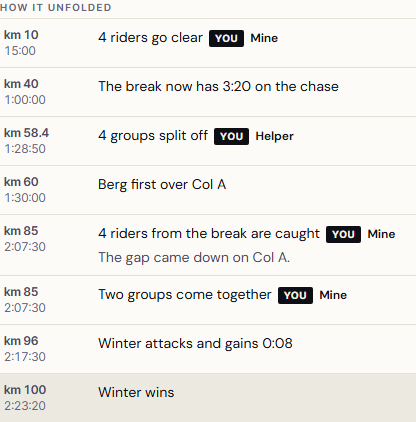 HOW IT UNFOLDED
km 10
15:00
4 riders go clear YOU Mine
km 40
1:00:00
The break now has 3:20 on the chase
km 58.4
1:28:50
4 groups split off YOU Helper
km 60
1:30:00
Berg first over Col A
km 85
2:07:30
4 riders from the break are caught YOU Mine
The gap came down on Col A.
km 85
2:07:30
Two groups come together YOU Mine
km 96
2:17:30
Winter attacks and gains 0:08
km 100
2:23:20
Winter wins